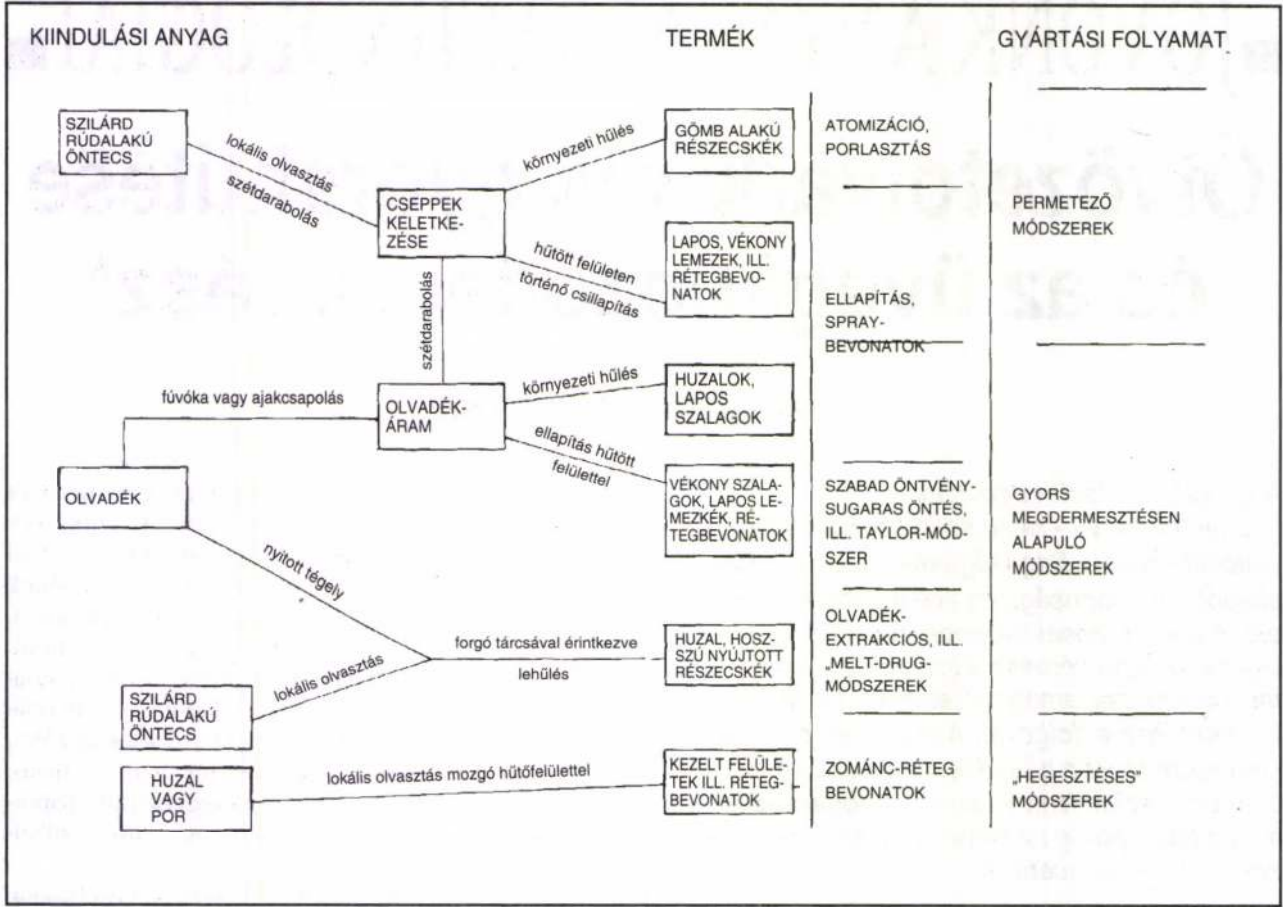 KIINDULÁSI ANYAG
TERMÉK
GYÁRTÁSI FOLYAMAT
SZILÁRD
RÚDALAKÚ
ÖNTECS
lokális olvasztás
szétdarabolás
CSEPPEK
KELETKE-
ZÉSE
környezeti hűlés
GÖMB ALAKÚ
RÉSZECSKÉK
ATOMIZÁCIÓ,
PORLASZTÁS
hűtött felületen
történő csillapítás
LAPOS, VÉKONY
LEMEZEK, ILL.
RÉTEGBEVO-
NATOK
PERMETEZŐ
MÓDSZEREK
ELLAPÍTÁS,
SPRAY-
BEVONATOK
szétdarabolás
fúvóka vagy ajakcsapolás
OLVADÉK-
ÁRAM
környezeti hűlés
HUZALOK,
LAPOS
SZALAGOK
ellapítás hűtött
felülettel
OLVADÉK
VÉKONY SZALA-
GOK, LAPOS LE-
MEZKÉK, RÉ-
TEGBEVONATOK
SZABAD ÖNTVÉNY-
SUGARAS ÖNTÉS,
ILL. TAYLOR-MÓD-
SZER
GYORS
MEGDERMESZTÉSEN
ALAPULÓ
MÓDSZEREK
nyitott tégely
forgó tárcsával érintkezve
lehűlés
HUZAL, HOSZ-
SZÚ NYÚJTOTT
RÉSZECSKÉK
OLVADÉK-
EXTRAKCIÓS, ILL.
„MELT-DRUG-
MÓDSZEREK
lokális olvasztás
SZILÁRD
RÚDALAKÚ
ÖNTECS
HUZAL
VAGY
POR
lokális olvasztás mozgó hűtőfelülettel
KEZELT FELÜLE-
TEK ILL. RÉTEG-
BEVONATOK
ZOMÁNC-RÉTEG
BEVONATOK
„HEGESZTÉSES”
MÓDSZEREK